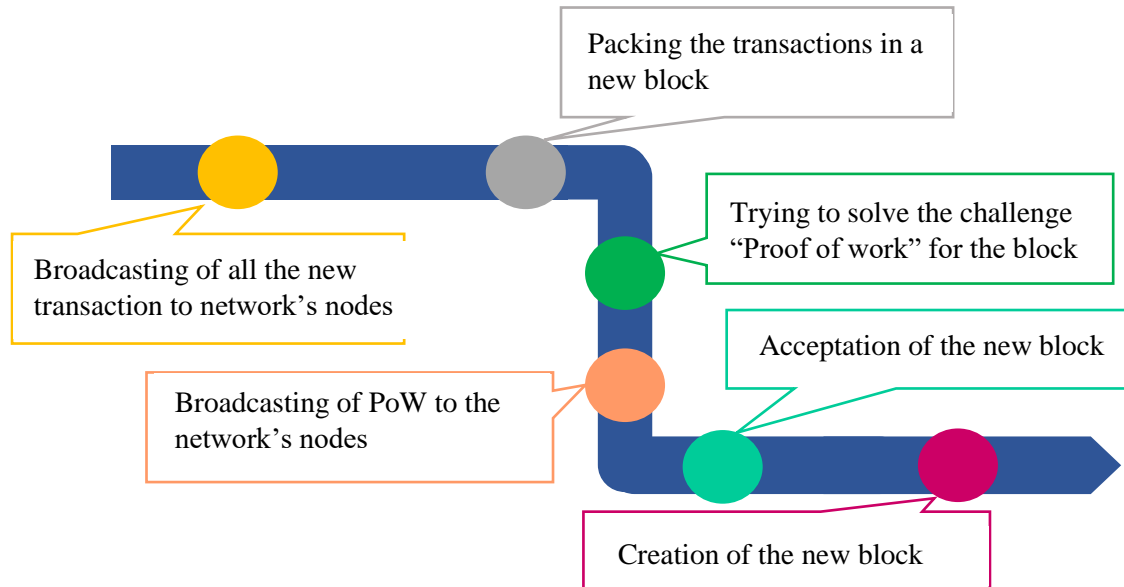 Packing the transactions in a
new block
Trying to solve the challenge
“Proof of work” for the block
Broadcasting of all the new
transaction to network’s nodes
Acceptation of the new block
Broadcasting of PoW to the
network’s nodes
Creation of the new block